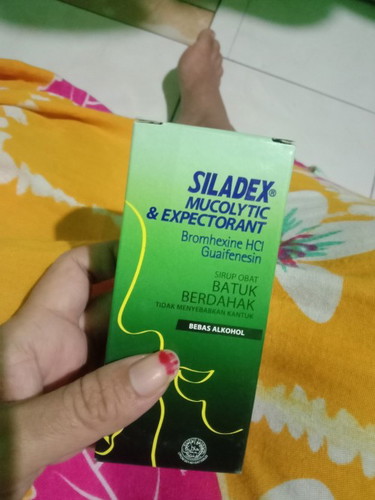 SILADEX®
MUCOLYTIC
& EXPECTORANT
Bromhexine HCl
Guaifenesin
SIRUP OBAT
BATUK
BERDAHAK
TIDAK MENYEBABKAN KANTUK
BEBAS ALKOHOL